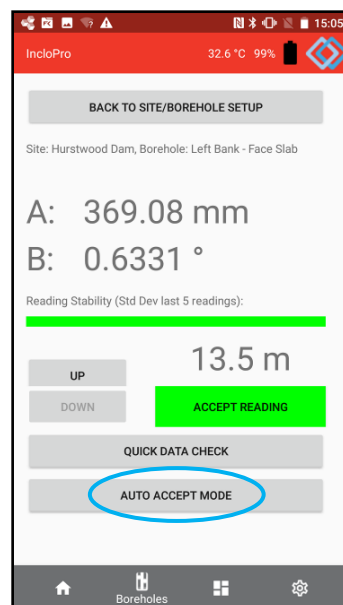 15:05
IncloPro 32.6 °C 99%
BACK TO SITE/BOREHOLE SETUP
Site: Hurstwood Dam, Borehole: Left Bank - Face Slab
A: 369.08 mm
B: 0.6331 °
Reading Stability (Std Dev last 5 readings):
13.5 m
UP
DOWN
ACCEPT READING
QUICK DATA CHECK
AUTO ACCEPT MODE
Boreholes